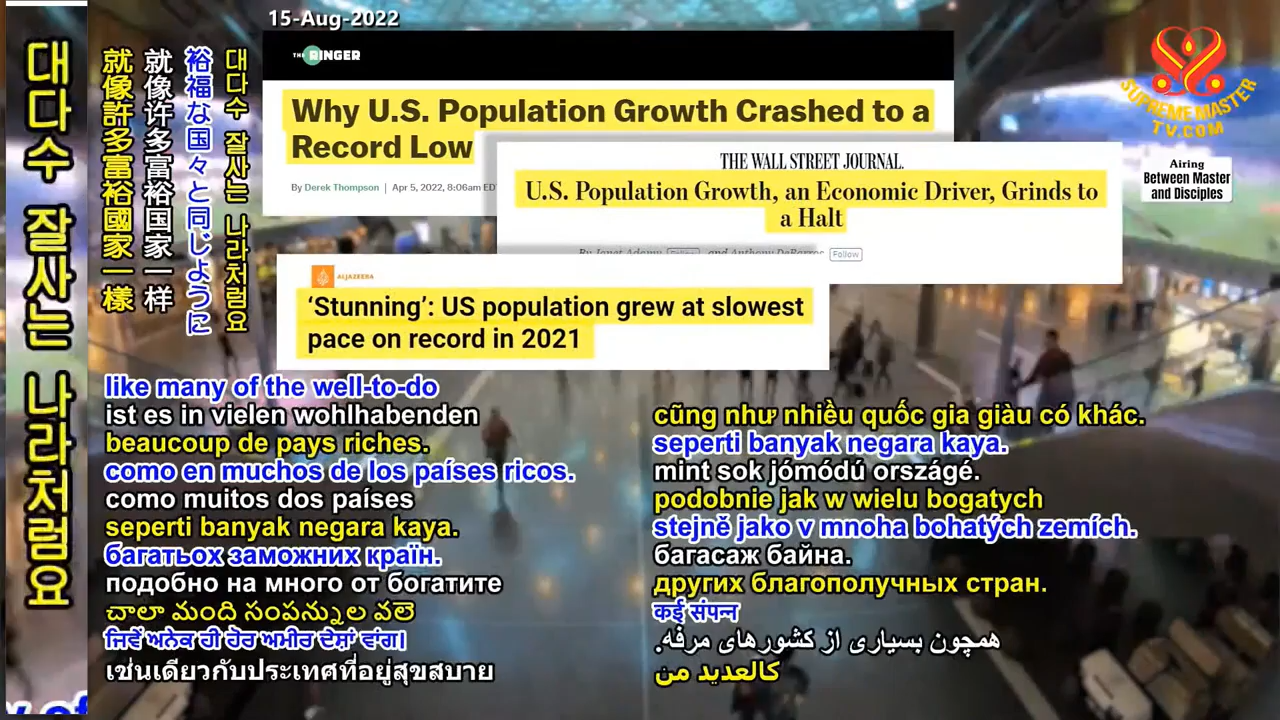 15-Aug-2022
THE RINGER
Why U.S. Population Growth Crashed to a
Record Low
By Derek Thompson | Apr 5, 2022, 8:06am EDT
THE WALL STREET JOURNAL.
U.S. Population Growth, an Economic Driver, Grinds to
a Halt
By Janet Adamy Follow and Anthony DeBarros Follow
ALJAZEERA
‘Stunning’: US population grew at slowest
pace on record in 2021
SUPREME MASTER
TV.COM
Airing
Between Master
and Disciples
대다수 잘사는 나라처럼요
就像許多富裕國家一樣
就像许多富裕国家一样
裕福な国々と同じように
대다수 잘사는 나라처럼요
like many of the well-to-do
ist es in vielen wohlhabenden
beaucoup de pays riches.
como en muchos de los países ricos.
como muitos dos países
seperti banyak negara kaya.
багатьох заможних країн.
подобно на много от богатите
చాలా మంది సంపన్నుల వలె
ਜਿਵੇਂ ਅਨੇਕ ਹੀ ਹੋਰ ਅਮੀਰ ਦੇਸ਼ਾਂ ਵਾਂਗ।
เช่นเดียวกับประเทศที่อยู่สุขสบาย
cũng như nhiều quốc gia giàu có khác.
seperti banyak negara kaya.
mint sok jómódú országé.
podobnie jak w wielu bogatych
stejně jako v mnoha bohatých zemích.
багасаж байна.
других благополучных стран.
कई संपन्न
همچون بسیاری از کشورهای مرفه.
كالعديد من
y of